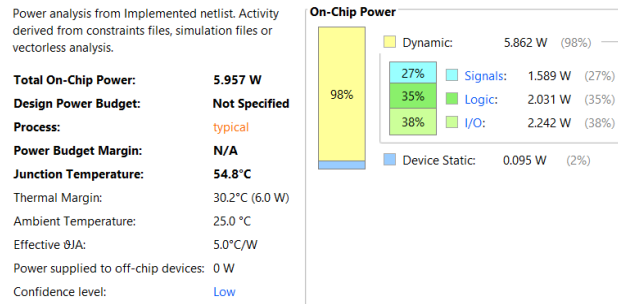 Power analysis from Implemented netlist. Activity
derived from constraints files, simulation files or
vectorless analysis.
Total On-Chip Power: 5.957 W
Design Power Budget: Not Specified
Process: typical
Power Budget Margin: N/A
Junction Temperature: 54.8°C
Thermal Margin: 30.2°C (6.0 W)
Ambient Temperature: 25.0 °C
Effective ϑJA: 5.0°C/W
Power supplied to off-chip devices: 0 W
Confidence level: Low
On-Chip Power
98%
Dynamic: 5.862 W (98%)
27% Signals: 1.589 W (27%)
35% Logic: 2.031 W (35%)
38% I/O: 2.242 W (38%)
Device Static: 0.095 W (2%)